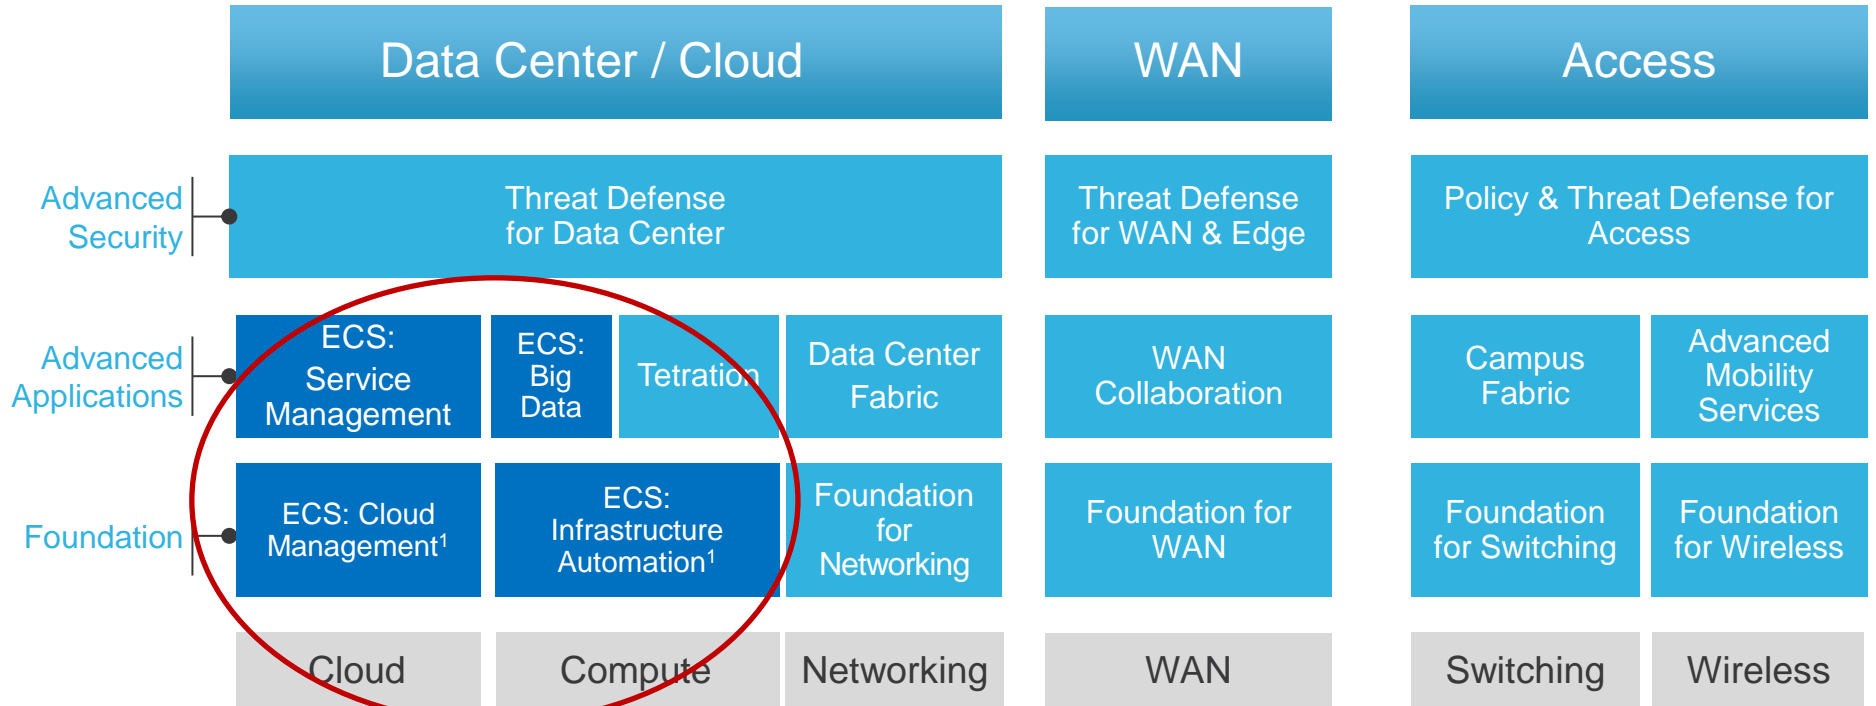 Data Center / Cloud
WAN
Access
Advanced
Security
Threat Defense
for Data Center
Threat Defense
for WAN & Edge
Policy & Threat Defense for
Access
Advanced
Applications
ECS:
Service
Management
ECS:
Big
Data
Tetration
Data Center
Fabric
WAN
Collaboration
Campus
Fabric
Advanced
Mobility
Services
Foundation
ECS: Cloud
Management¹
ECS:
Infrastructure
Automation¹
Foundation
for
Networking
Foundation for
WAN
Foundation
for Switching
Foundation
for Wireless
Cloud
Compute
Networking
WAN
Switching
Wireless